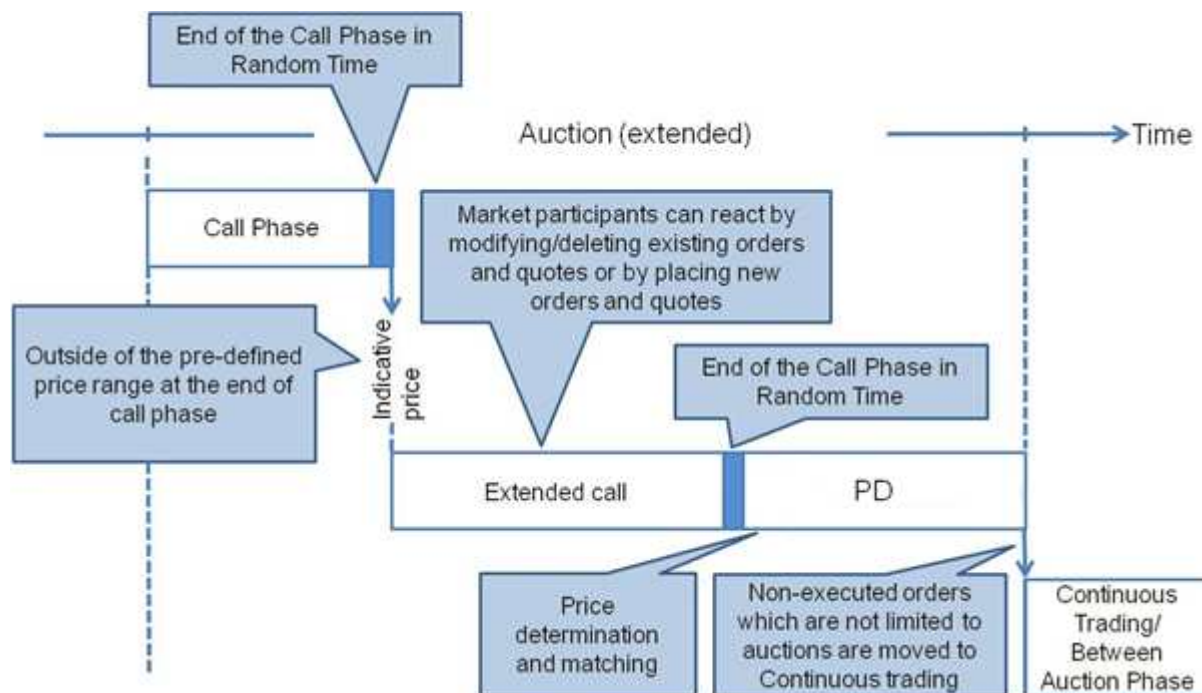 End of the Call Phase in
Random Time
Auction (extended)
Time
Call Phase
Market participants can react by
modifying/deleting existing orders
and quotes or by placing new
orders and quotes
Outside of the pre-defined
price range at the end of
call phase
Indicative
price
End of the Call Phase in
Random Time
Extended call
PD
Price
determination
and matching
Non-executed orders
which are not limited to
auctions are moved to
Continuous trading
Continuous
Trading/
Between
Auction Phase